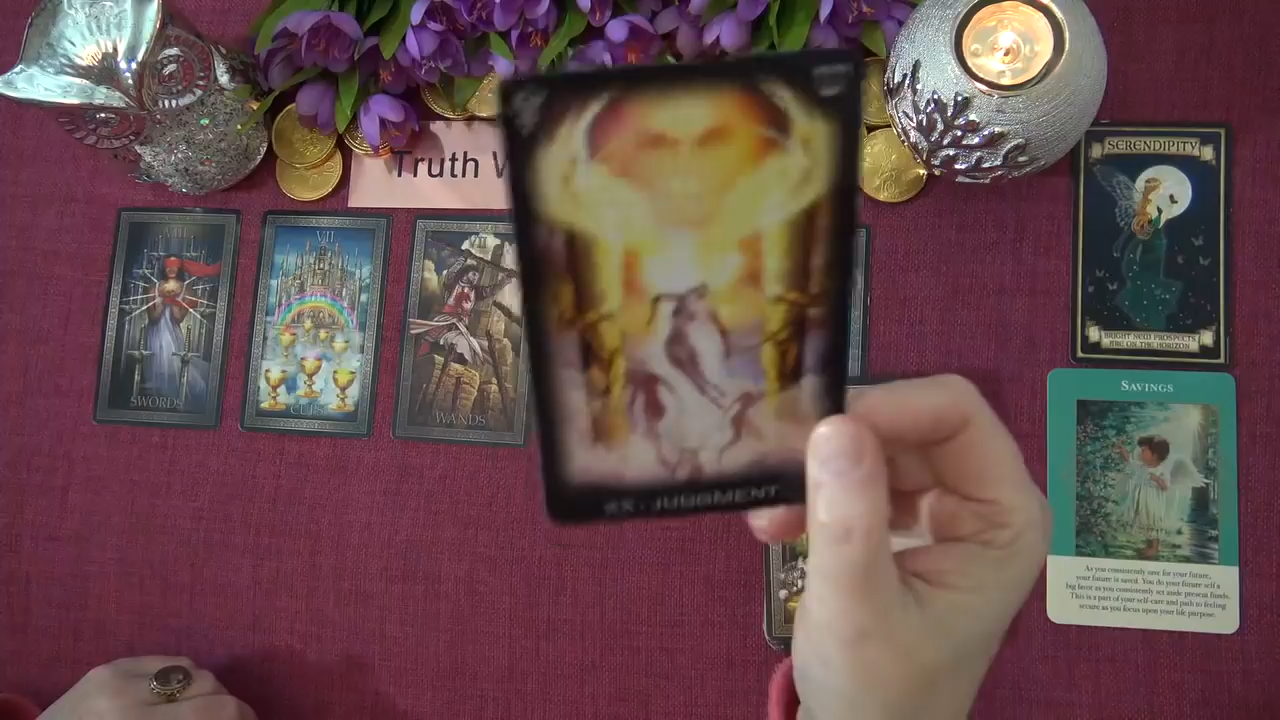 Truth W
SERENDIPITY
BRIGHT NEW PROSPECTS
ARE ON THE HORIZON
VIII
SWORDS
VII
CUPS
VII
WANDS
XX · JUDGMENT
SAVINGS
As you consistently save for your future,
your future is saved. You do your future self a
big favor as you consistently set aside present funds.
This is a part of your self-care and path to feeling
secure as you focus upon your life purpose.